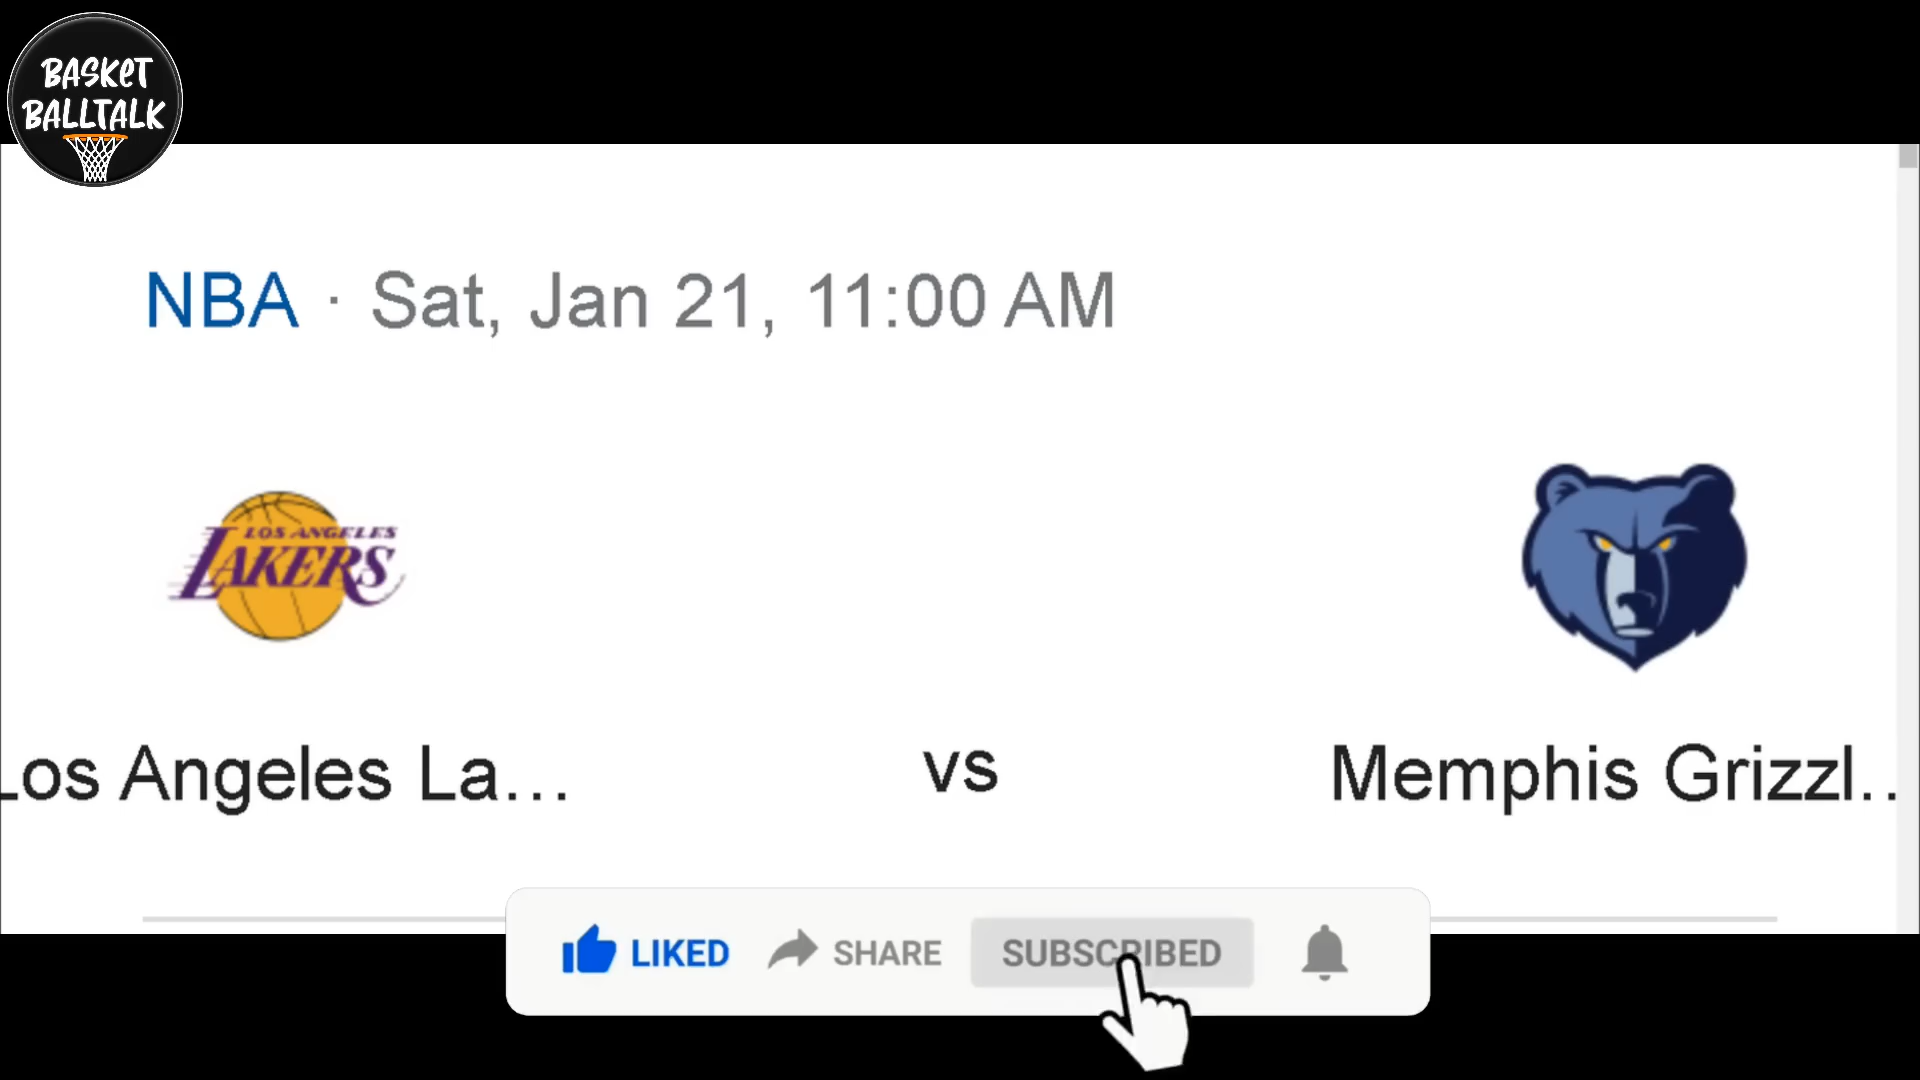 BASKET
BALLTALK
NBA · Sat, Jan 21, 11:00 AM
LOS ANGELES
LAKERS
Los Angeles La...
vs
Memphis Grizzl..
LIKED
SHARE
SUBSCRIBED